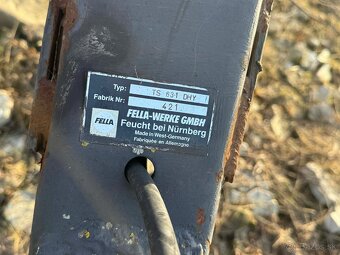 Typ: TS 631 DHY
Fabrik Nr: 421
FELLA
FELLA-WERKE GMBH
Feucht bei Nürnberg
Made in West-Germany
Fabriqué en Allemagne